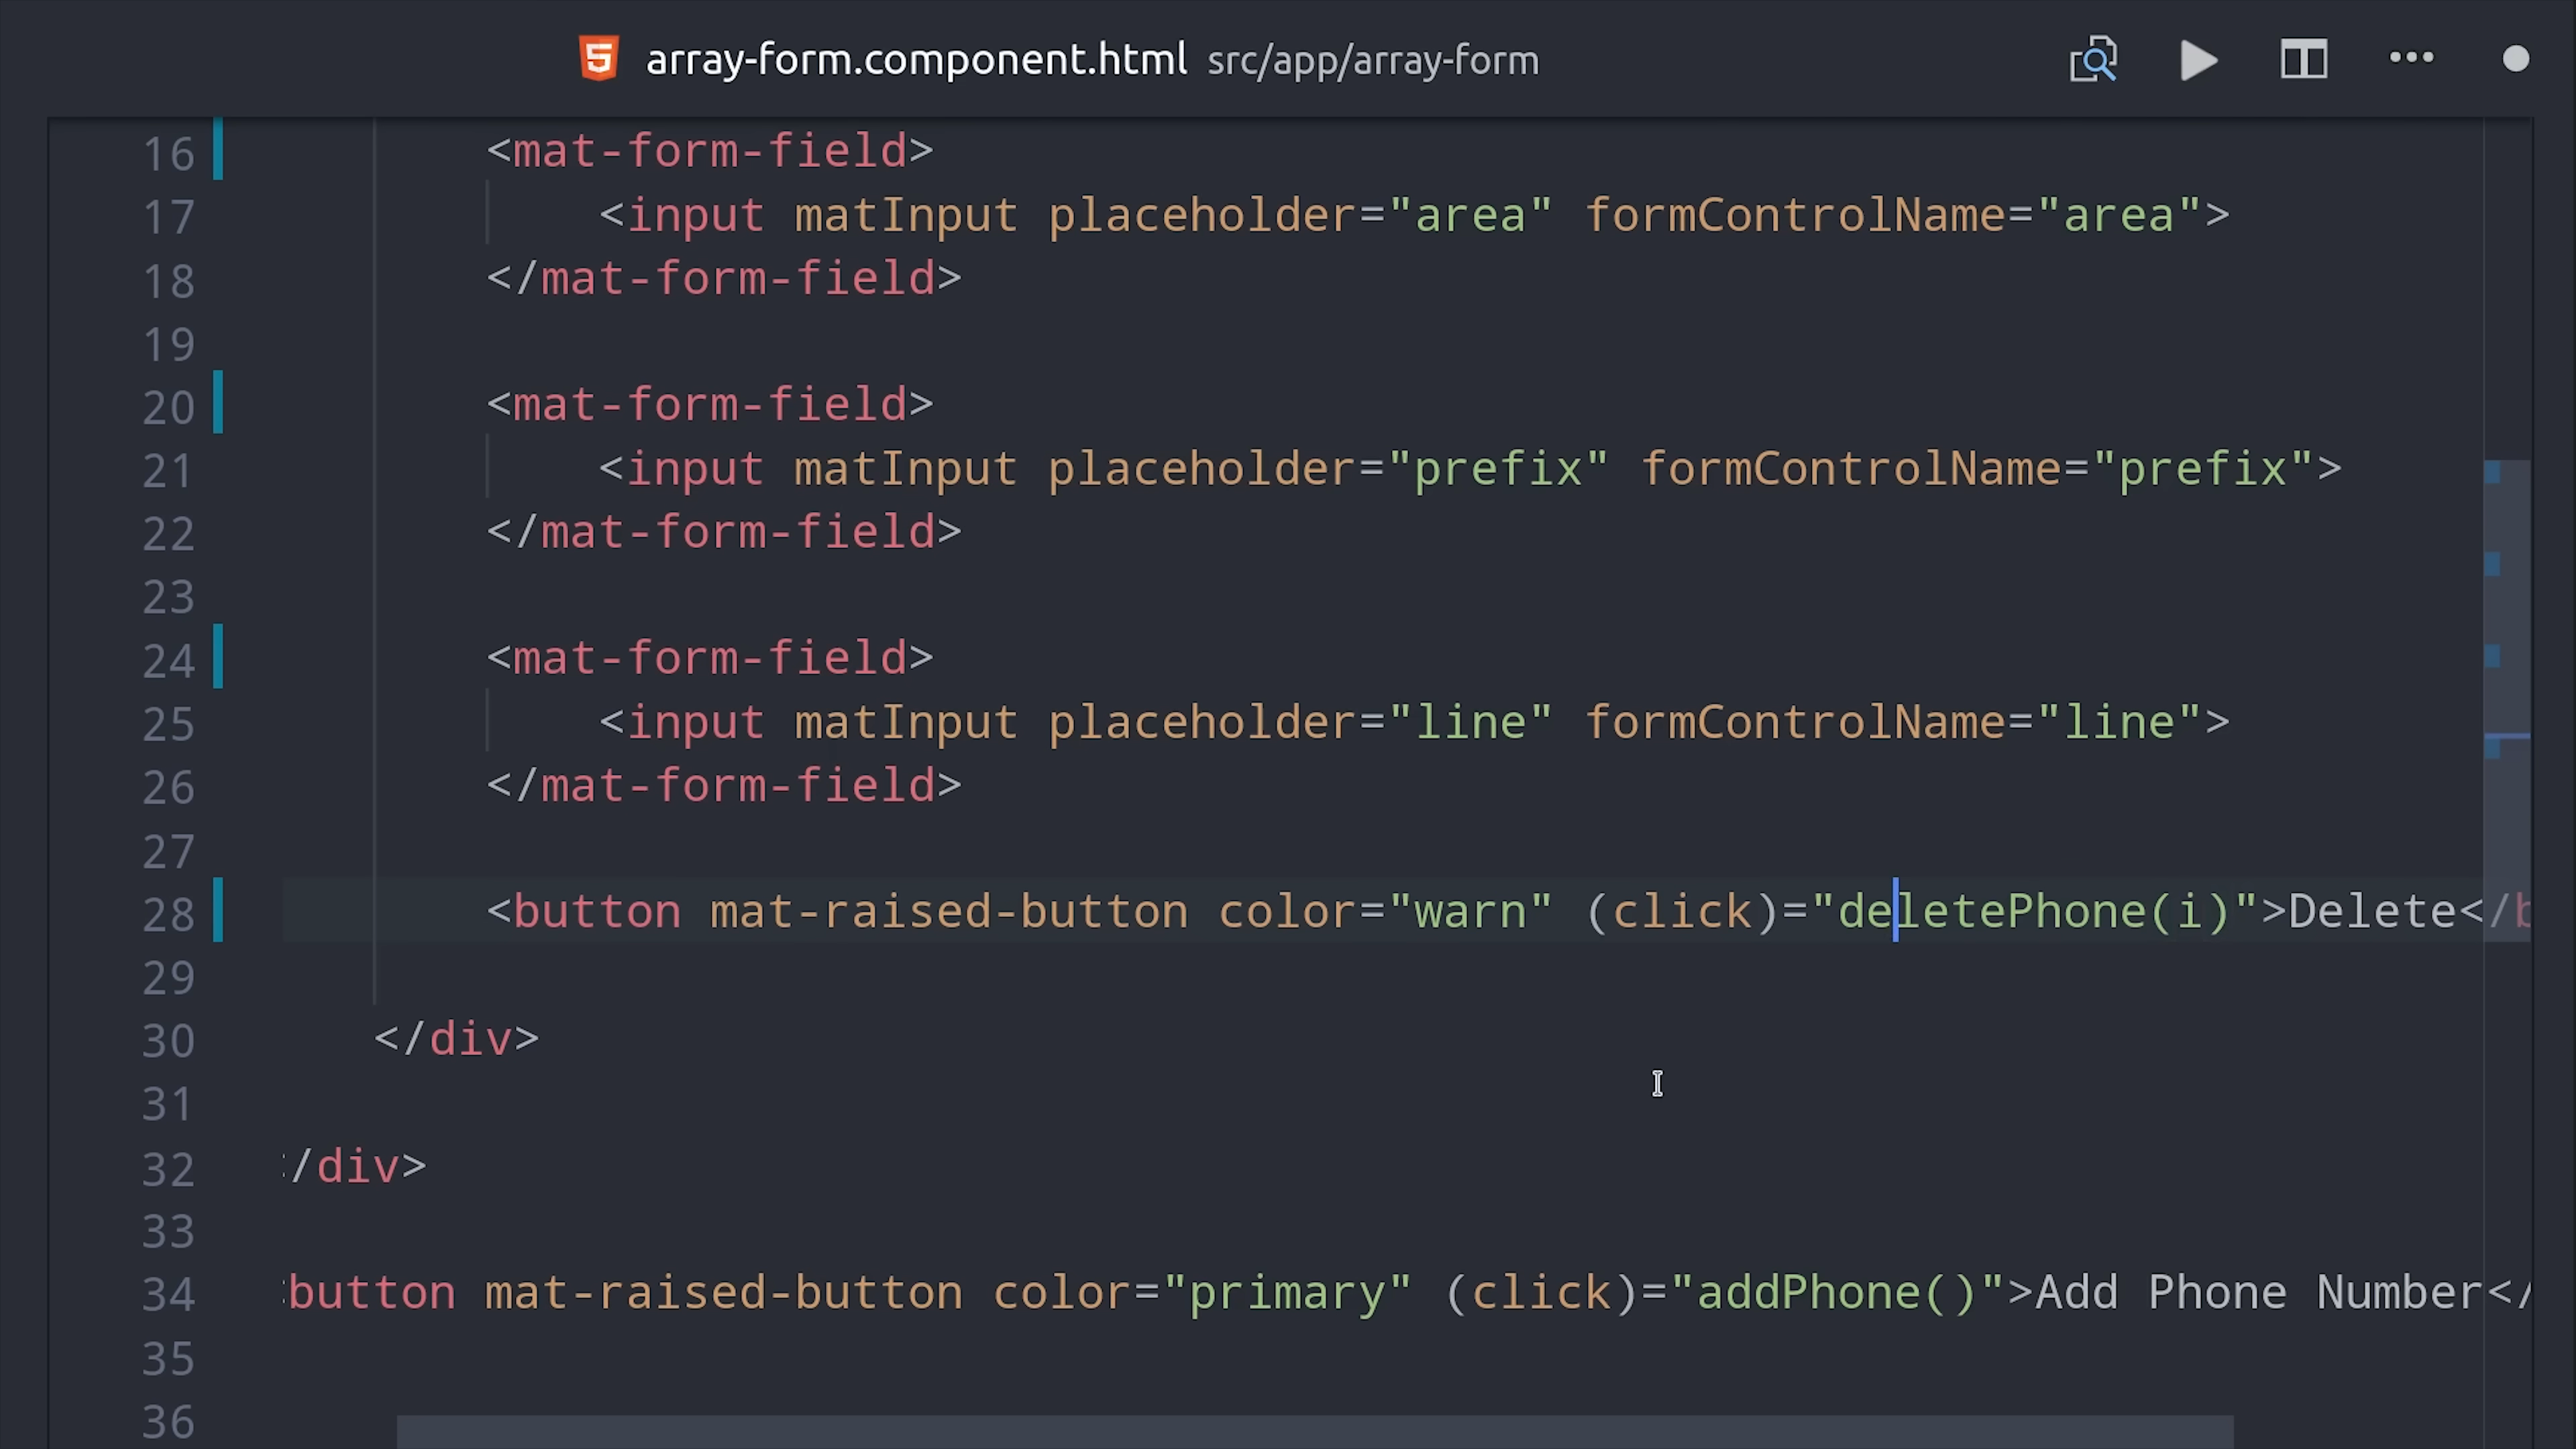 array-form.component.html src/app/array-form
16 <mat-form-field>
17 <input matInput placeholder="area" formControlName="area">
18 </mat-form-field>
19
20 <mat-form-field>
21 <input matInput placeholder="prefix" formControlName="prefix">
22 </mat-form-field>
23
24 <mat-form-field>
25 <input matInput placeholder="line" formControlName="line">
26 </mat-form-field>
27
28 <button mat-raised-button color="warn" (click)="deletePhone(i)">Delete</b
29
30 </div>
31
32 /div>
33
34 button mat-raised-button color="primary" (click)="addPhone()">Add Phone Number</
35
36